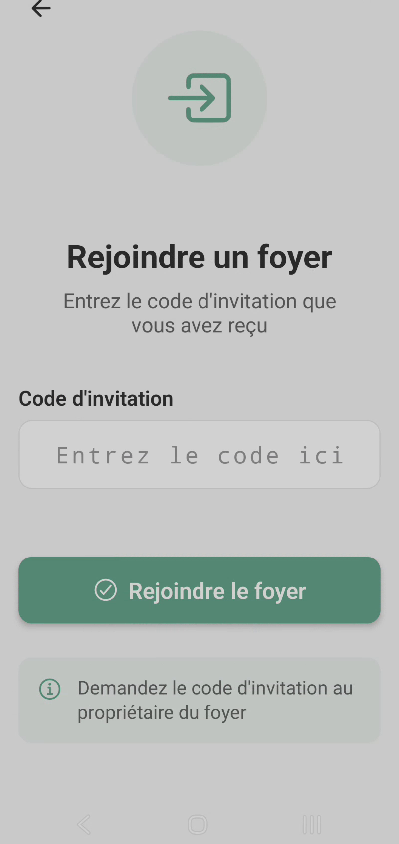 Rejoindre un foyer
Entrez le code d'invitation que
vous avez reçu
Code d'invitation
Entrez le code ici
Rejoindre le foyer
Demandez le code d'invitation au
propriétaire du foyer